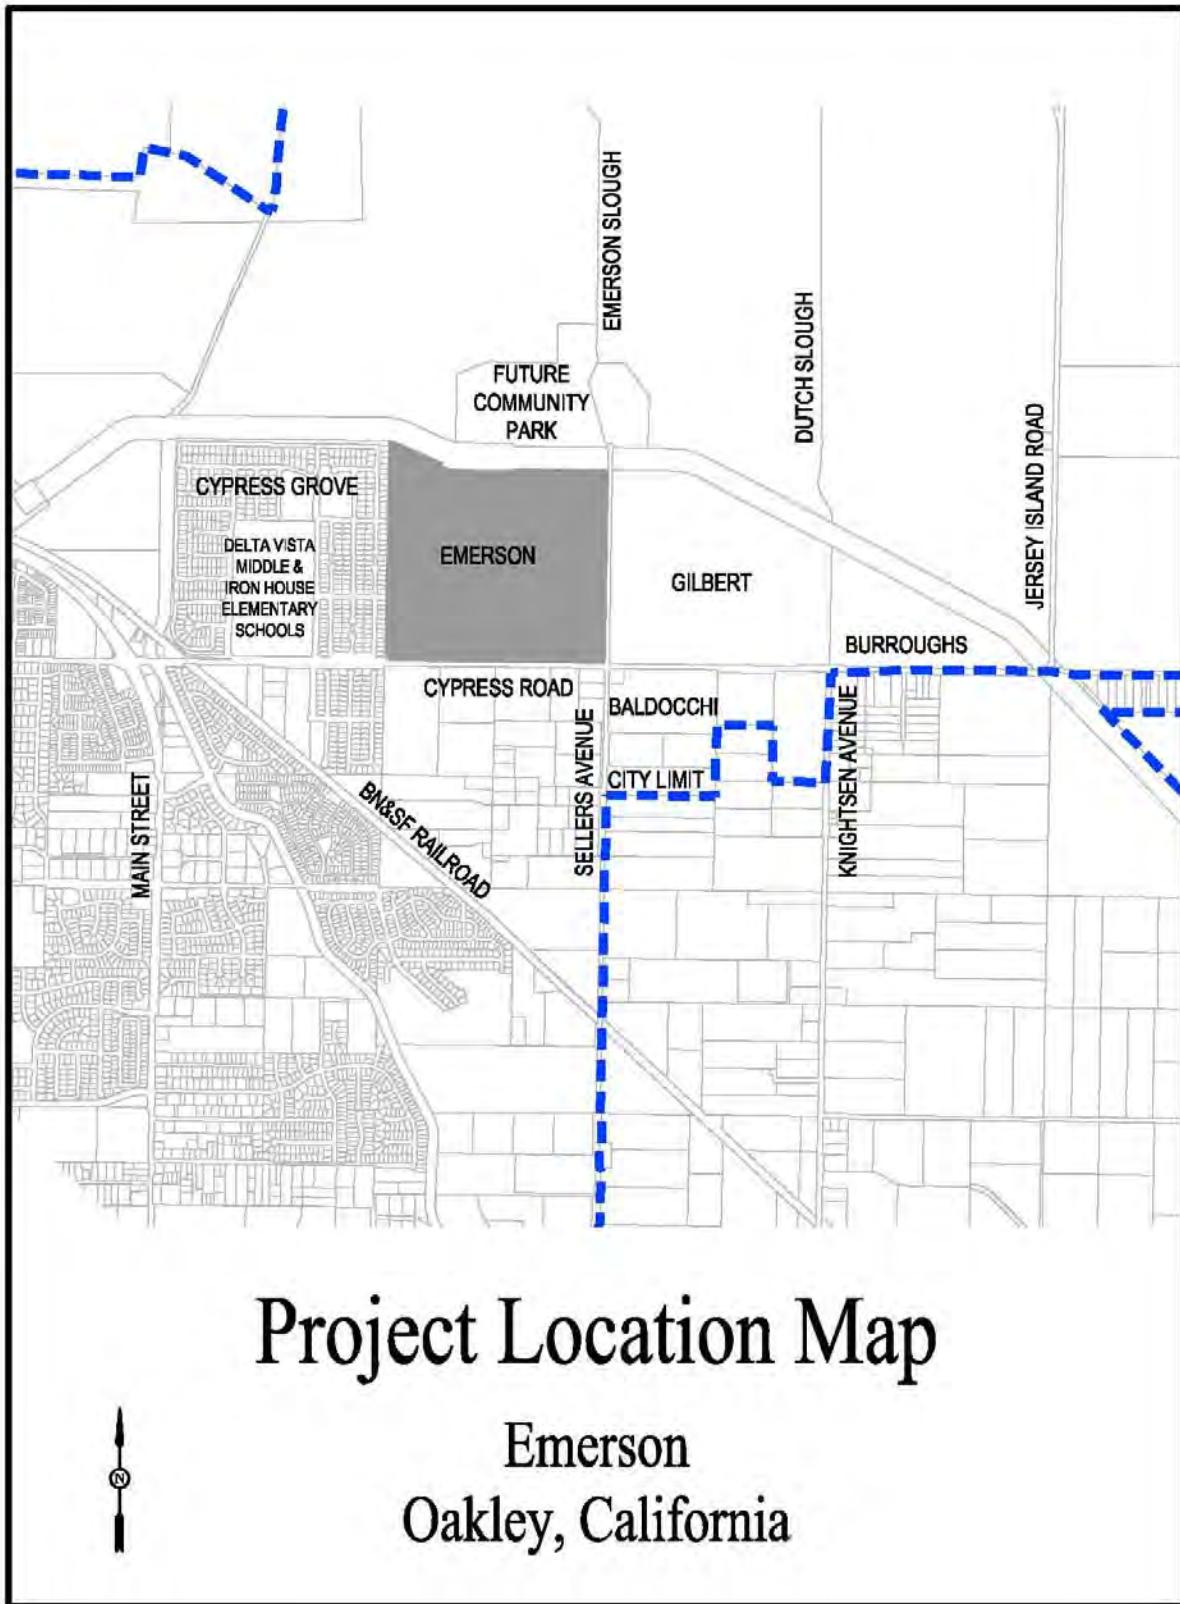 EMERSON SLOUGH
DUTCH SLOUGH
JERSEY ISLAND ROAD
FUTURE
COMMUNITY
PARK
CYPRESS GROVE
DELTA VISTA
MIDDLE &
IRON HOUSE
ELEMENTARY
SCHOOLS
EMERSON
GILBERT
BURROUGHS
CYPRESS ROAD
BALDOCCHI
CITY LIMIT
SELLERS AVENUE
KNIGHTSEN AVENUE
MAIN STREET
BN&SF RAILROAD
Project Location Map
Emerson
Oakley, California
N